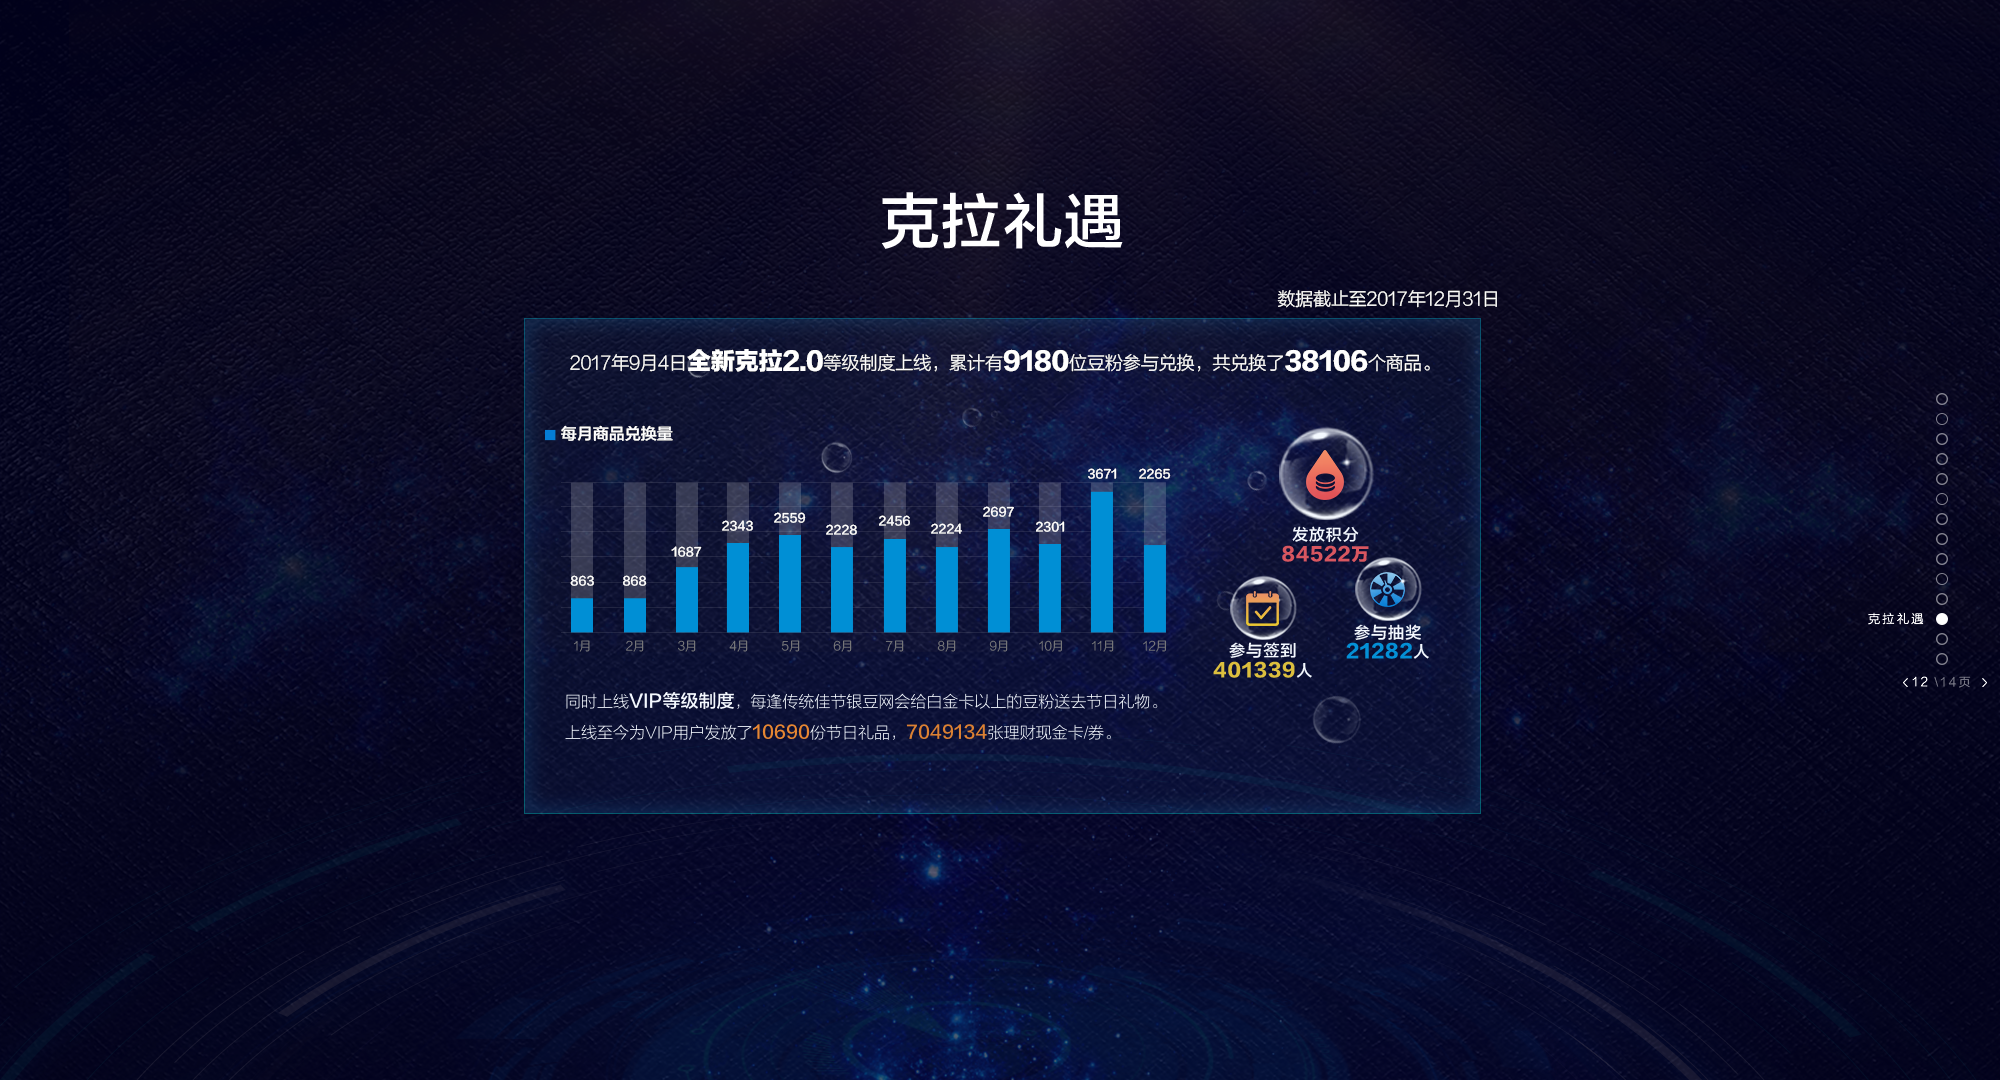 克拉礼遇
数据截止至2017年12月31日
2017年9月4日全新克拉2.0等级制度上线，累计有9180位豆粉参与兑换，共兑换了38106个商品。
每月商品兑换量
863 868 1687 2343 2559 2228 2456 2224 2697 2301 3671 2265
1月 2月 3月 4月 5月 6月 7月 8月 9月 10月 11月 12月
发放积分
84522万
参与抽奖
21282人
参与签到
401339人
同时上线VIP等级制度，每逢传统佳节银豆网会给白金卡以上的豆粉送去节日礼物。
上线至今为VIP用户发放了10690份节日礼品，7049134张理财现金卡/券。
克拉礼遇
‹ 12 \14页 ›